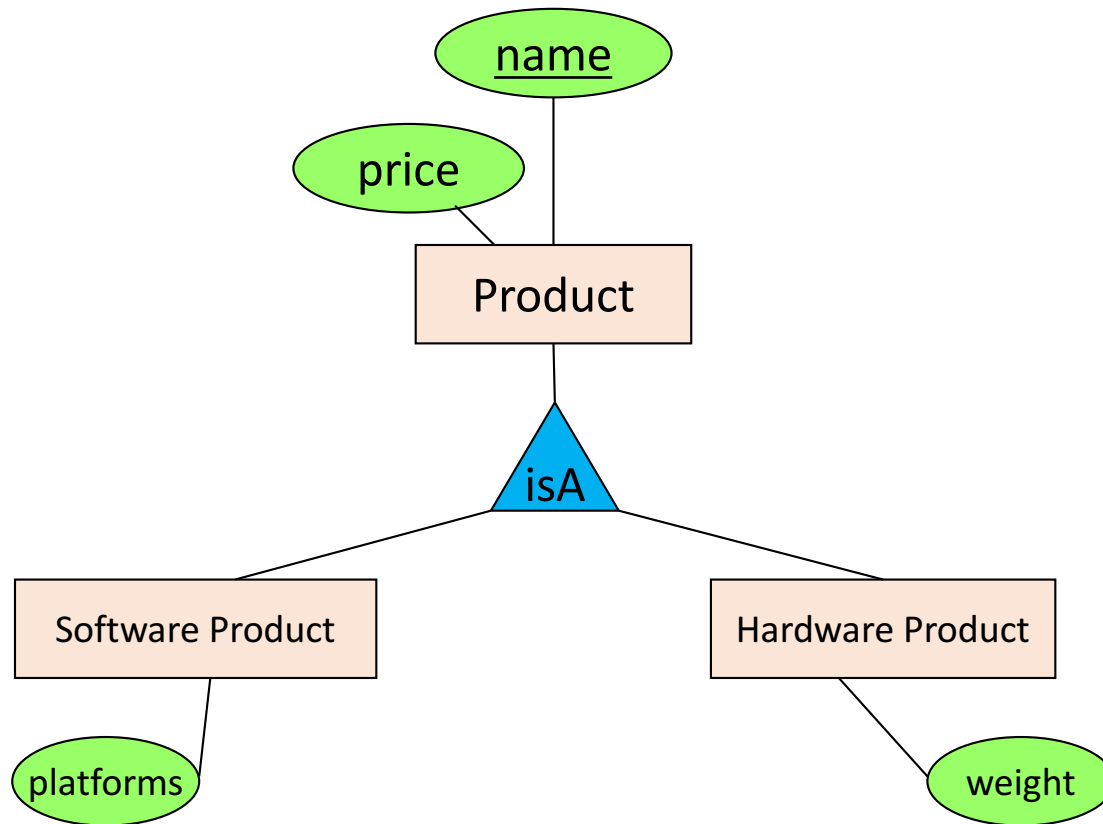 name
price
Product
isA
Software Product
Hardware Product
platforms
weight